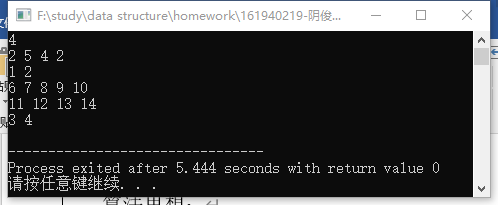 F:\study\data structure\homework\161940219-阴俊...
4
2 5 4 2
1 2
6 7 8 9 10
11 12 13 14
3 4
--------------------------------
Process exited after 5.444 seconds with return value 0
请按任意键继续. . .